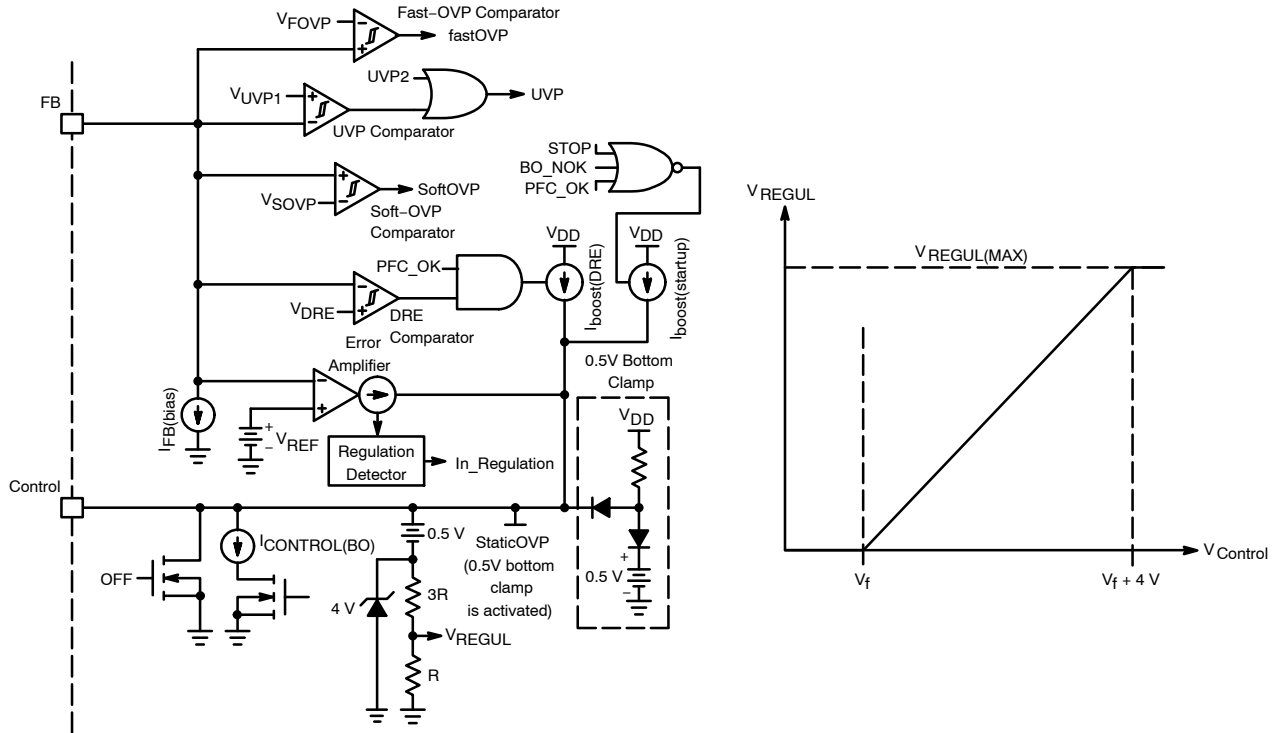 VFOVP
Fast-OVP Comparator
fastOVP
UVP2
FB
VUVP1
UVP
UVP Comparator
STOP
BO_NOK
PFC_OK
SoftOVP
VSOVP
Soft-OVP
Comparator
VDD
VDD
PFC_OK
Iboost(DRE)
Iboost(startup)
VDRE
DRE
Comparator
Error
Amplifier
0.5V Bottom
Clamp
VDD
IFB(bias)
+
−
VREF
Regulation
Detector
In_Regulation
Control
ICONTROL(BO)
0.5 V
StaticOVP
(0.5V bottom
clamp
is activated)
OFF
4 V
3R
VREGUL
R
+
0.5 V
−
VREGUL
VREGUL(MAX)
VControl
Vf
Vf + 4 V